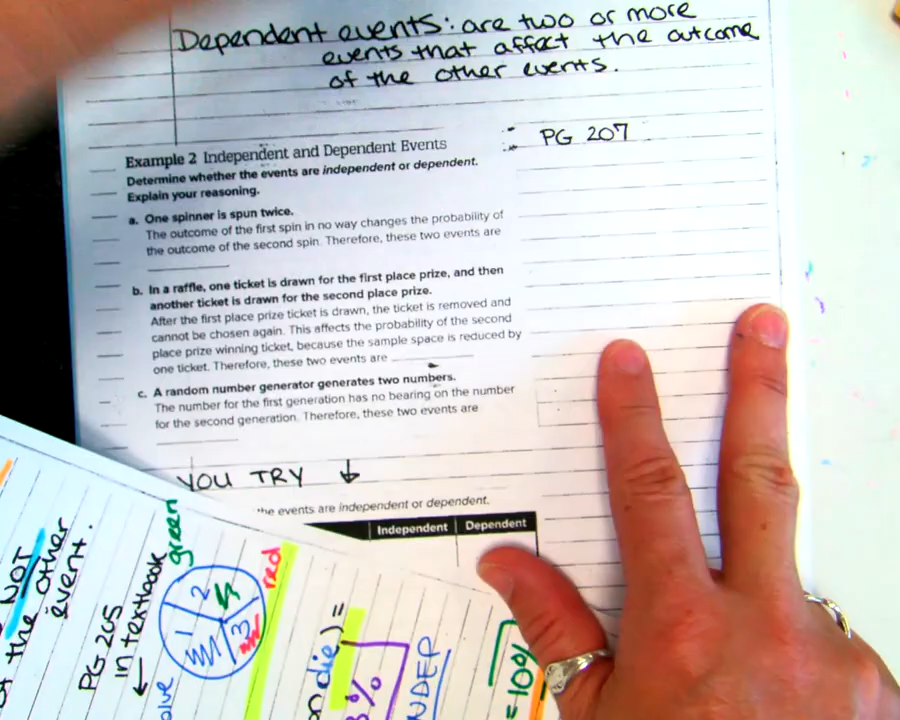 Dependent events: are two or more
events that affect the outcome
of the other events.
PG 207
Example 2 Independent and Dependent Events
Determine whether the events are independent or dependent.
Explain your reasoning.
a. One spinner is spun twice.
The outcome of the first spin in no way changes the probability of
the outcome of the second spin. Therefore, these two events are
b. In a raffle, one ticket is drawn for the first place prize, and then
another ticket is drawn for the second place prize.
After the first place prize ticket is drawn, the ticket is removed and
cannot be chosen again. This affects the probability of the second
place prize winning ticket, because the sample space is reduced by
one ticket. Therefore, these two events are
c. A random number generator generates two numbers.
The number for the first generation has no bearing on the number
for the second generation. Therefore, these two events are
YOU TRY ↓
the events are independent or dependent.
Independent Dependent
NOT
the other
event.
PG 205
in textbook
←
green
red
1 2 4 3
die) =
%
= 10%